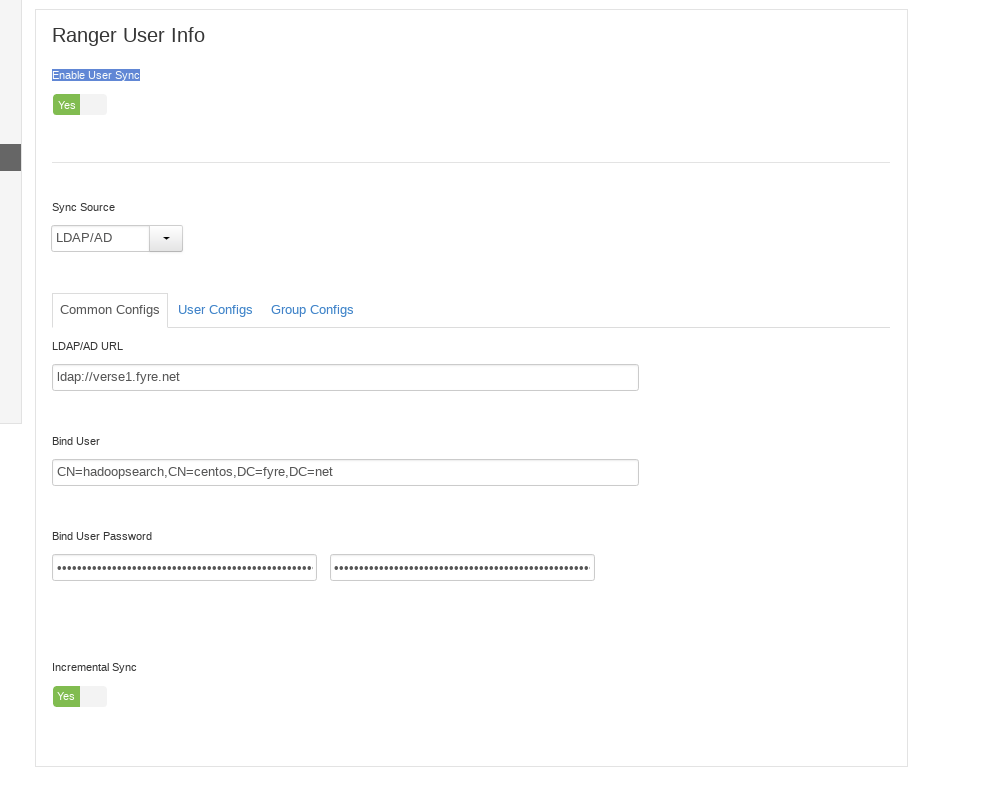 Ranger User Info
Enable User Sync
Yes
Sync Source
LDAP/AD
Common Configs User Configs Group Configs
LDAP/AD URL
ldap://verse1.fyre.net
Bind User
CN=hadoopsearch,CN=centos,DC=fyre,DC=net
Bind User Password
Incremental Sync
Yes